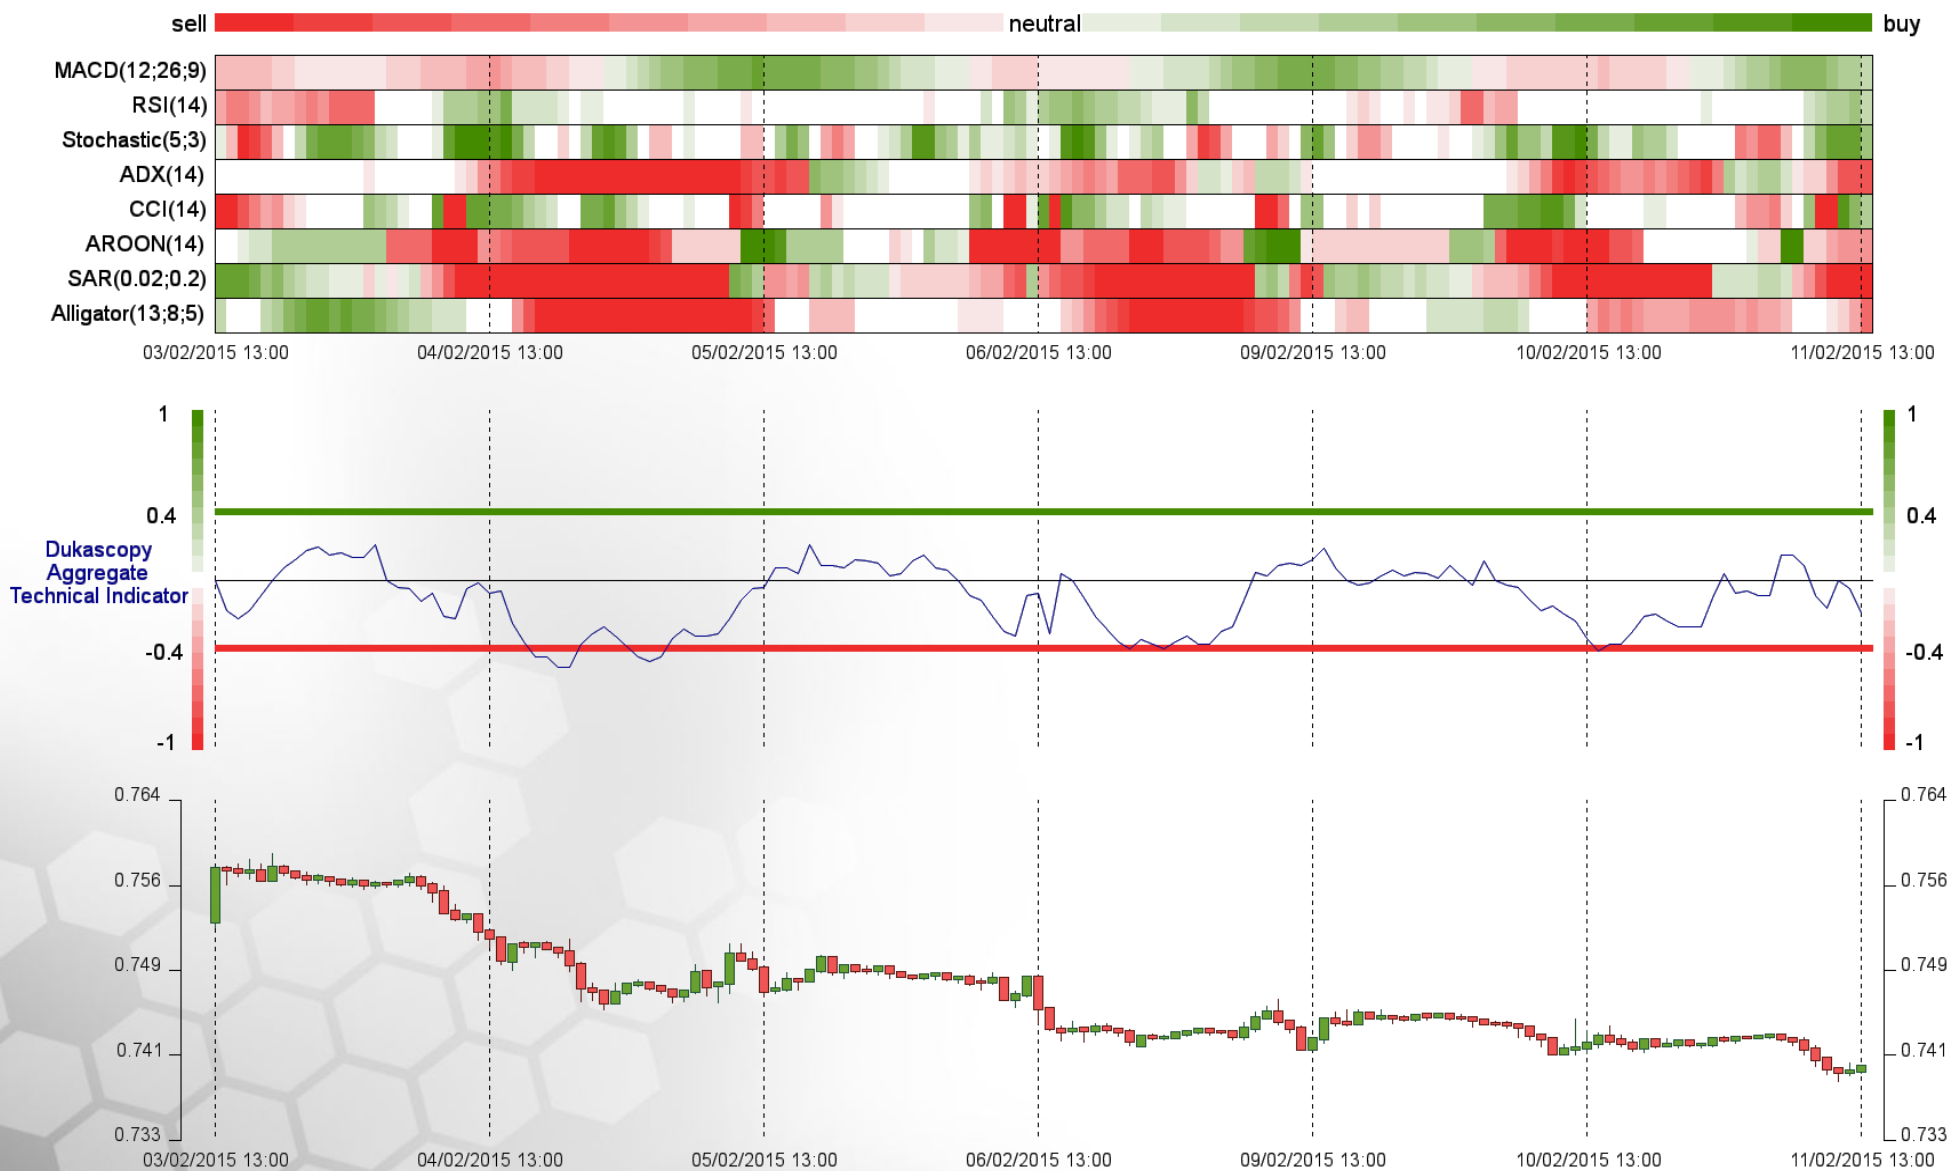 sell neutral buy
MACD(12;26;9)
RSI(14)
Stochastic(5;3)
ADX(14)
CCI(14)
AROON(14)
SAR(0.02;0.2)
Alligator(13;8;5)
03/02/2015 13:00 04/02/2015 13:00 05/02/2015 13:00 06/02/2015 13:00 09/02/2015 13:00 10/02/2015 13:00 11/02/2015 13:00
1 1
0.4 0.4
Dukascopy
Aggregate
Technical Indicator
-0.4 -0.4
-1 -1
0.764 0.764
0.756 0.756
0.749 0.749
0.741 0.741
0.733 0.733
03/02/2015 13:00 04/02/2015 13:00 05/02/2015 13:00 06/02/2015 13:00 09/02/2015 13:00 10/02/2015 13:00 11/02/2015 13:00